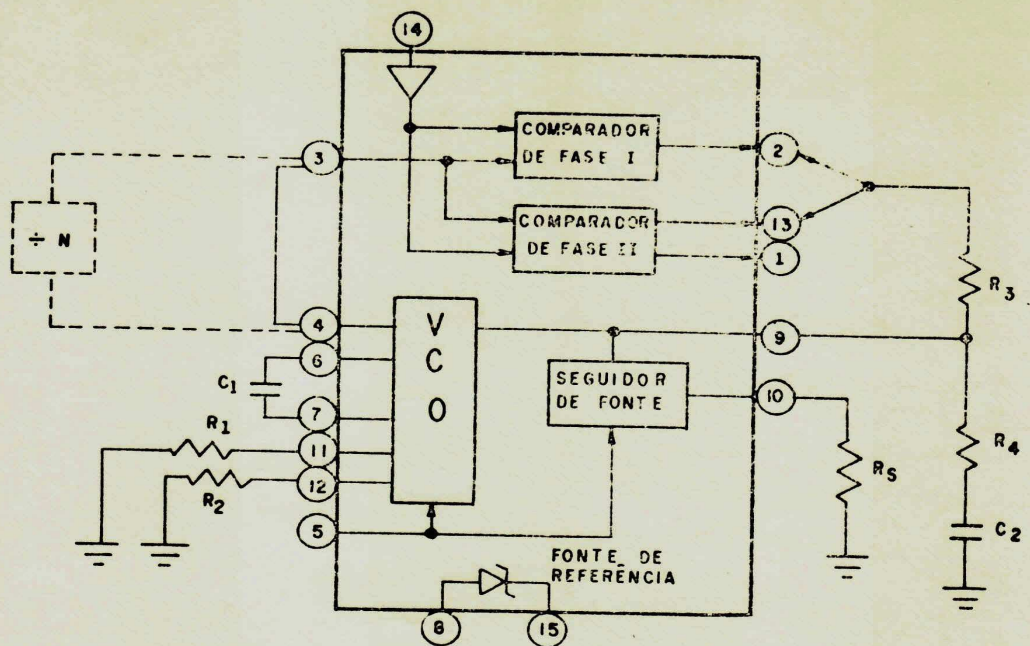 14
COMPARADOR
DE FASE I
3
2
÷ N
COMPARADOR
DE FASE II
13
1
R3
4
V
C
O
9
6
C1
SEGUIDOR
DE FONTE
10
7
R1
11
R4
RS
R2
12
5
C2
FONTE DE
REFERÊNCIA
8
15